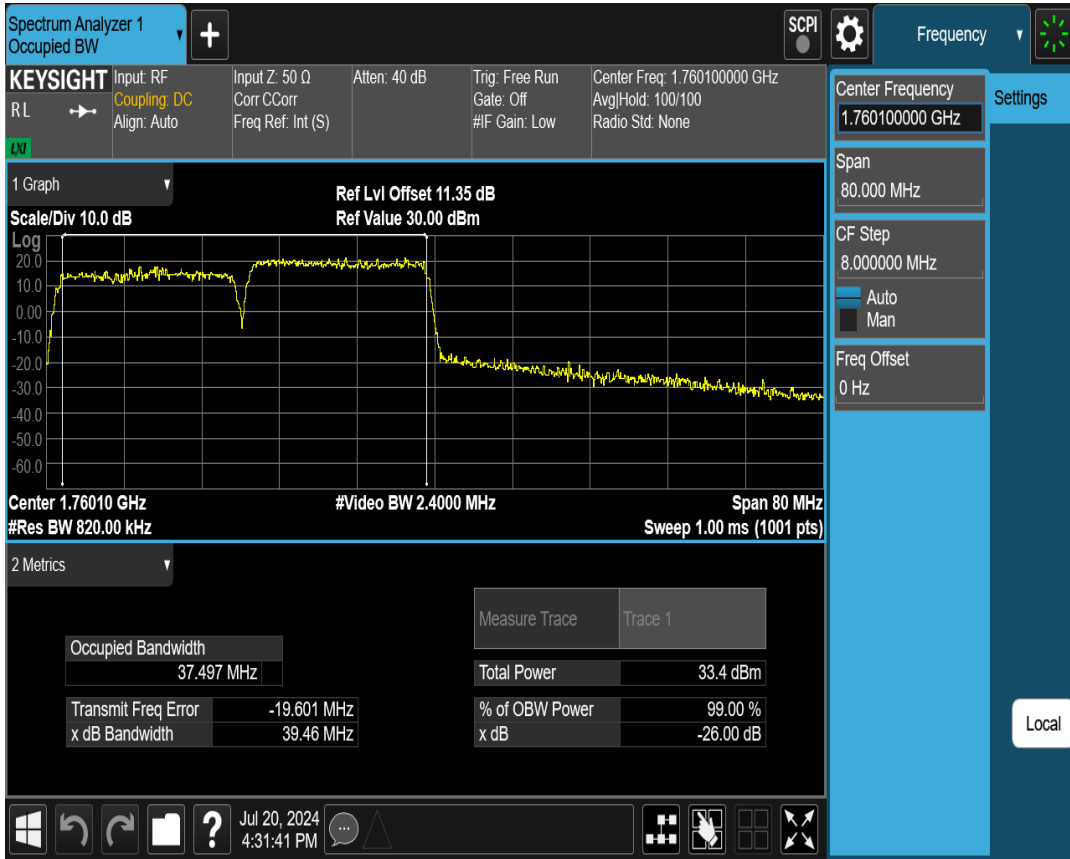 Spectrum Analyzer 1
Occupied BW
+
SCPI
Frequency
KEYSIGHT
R L
LXI
Input: RF
Coupling: DC
Align: Auto
Input Z: 50 Ω
Corr CCorr
Freq Ref: Int (S)
Atten: 40 dB
Trig: Free Run
Gate: Off
#IF Gain: Low
Center Freq: 1.760100000 GHz
Avg|Hold: 100/100
Radio Std: None
Center Frequency
1.760100000 GHz
Settings
Span
80.000 MHz
CF Step
8.000000 MHz
Auto
Man
Freq Offset
0 Hz
Local
1 Graph
Scale/Div 10.0 dB
Ref Lvl Offset 11.35 dB
Ref Value 30.00 dBm
Log
20.0
10.0
0.00
-10.0
-20.0
-30.0
-40.0
-50.0
-60.0
Center 1.76010 GHz
#Video BW 2.4000 MHz
Span 80 MHz
#Res BW 820.00 kHz
Sweep 1.00 ms (1001 pts)
2 Metrics
Measure Trace Trace 1
Occupied Bandwidth
37.497 MHz
Total Power 33.4 dBm
Transmit Freq Error -19.601 MHz
% of OBW Power 99.00 %
x dB Bandwidth 39.46 MHz
x dB -26.00 dB
?
Jul 20, 2024
4:31:41 PM